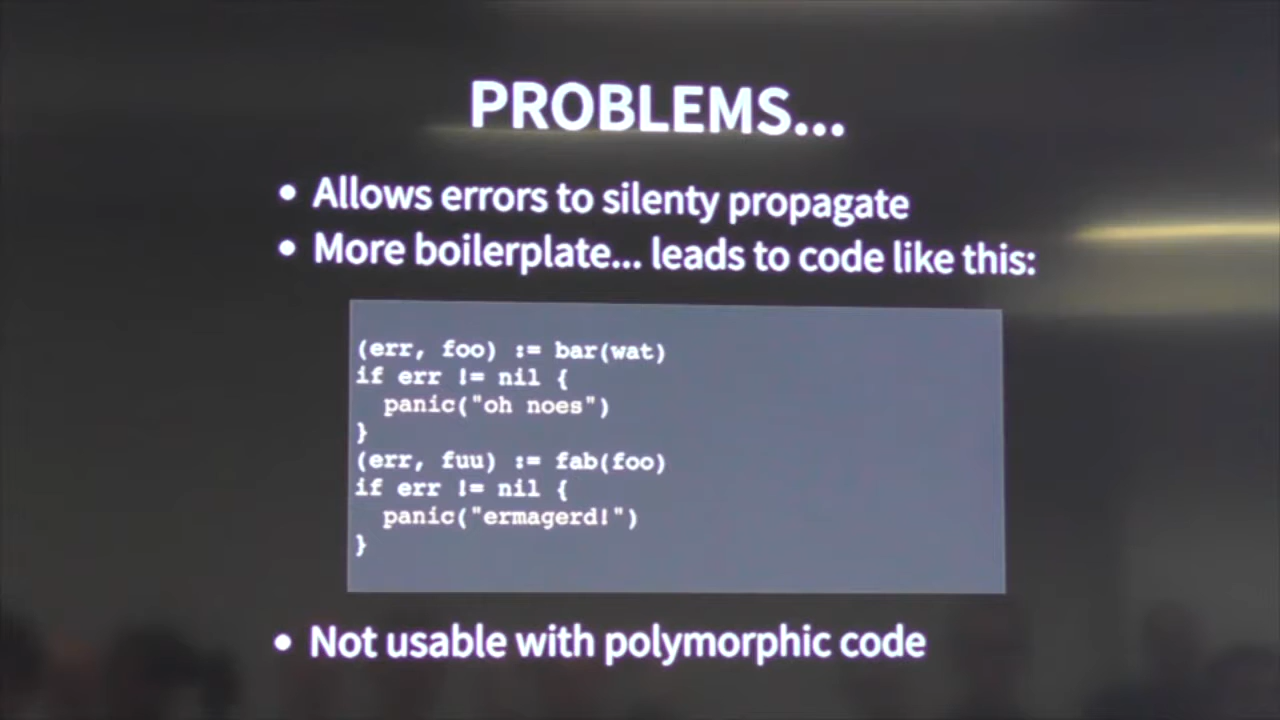 PROBLEMS...
• Allows errors to silenty propagate
• More boilerplate... leads to code like this:
(err, foo) := bar(wat)
if err != nil {
  panic("oh noes")
}
(err, fuu) := fab(foo)
if err != nil {
  panic("ermagerd!")
}
• Not usable with polymorphic code